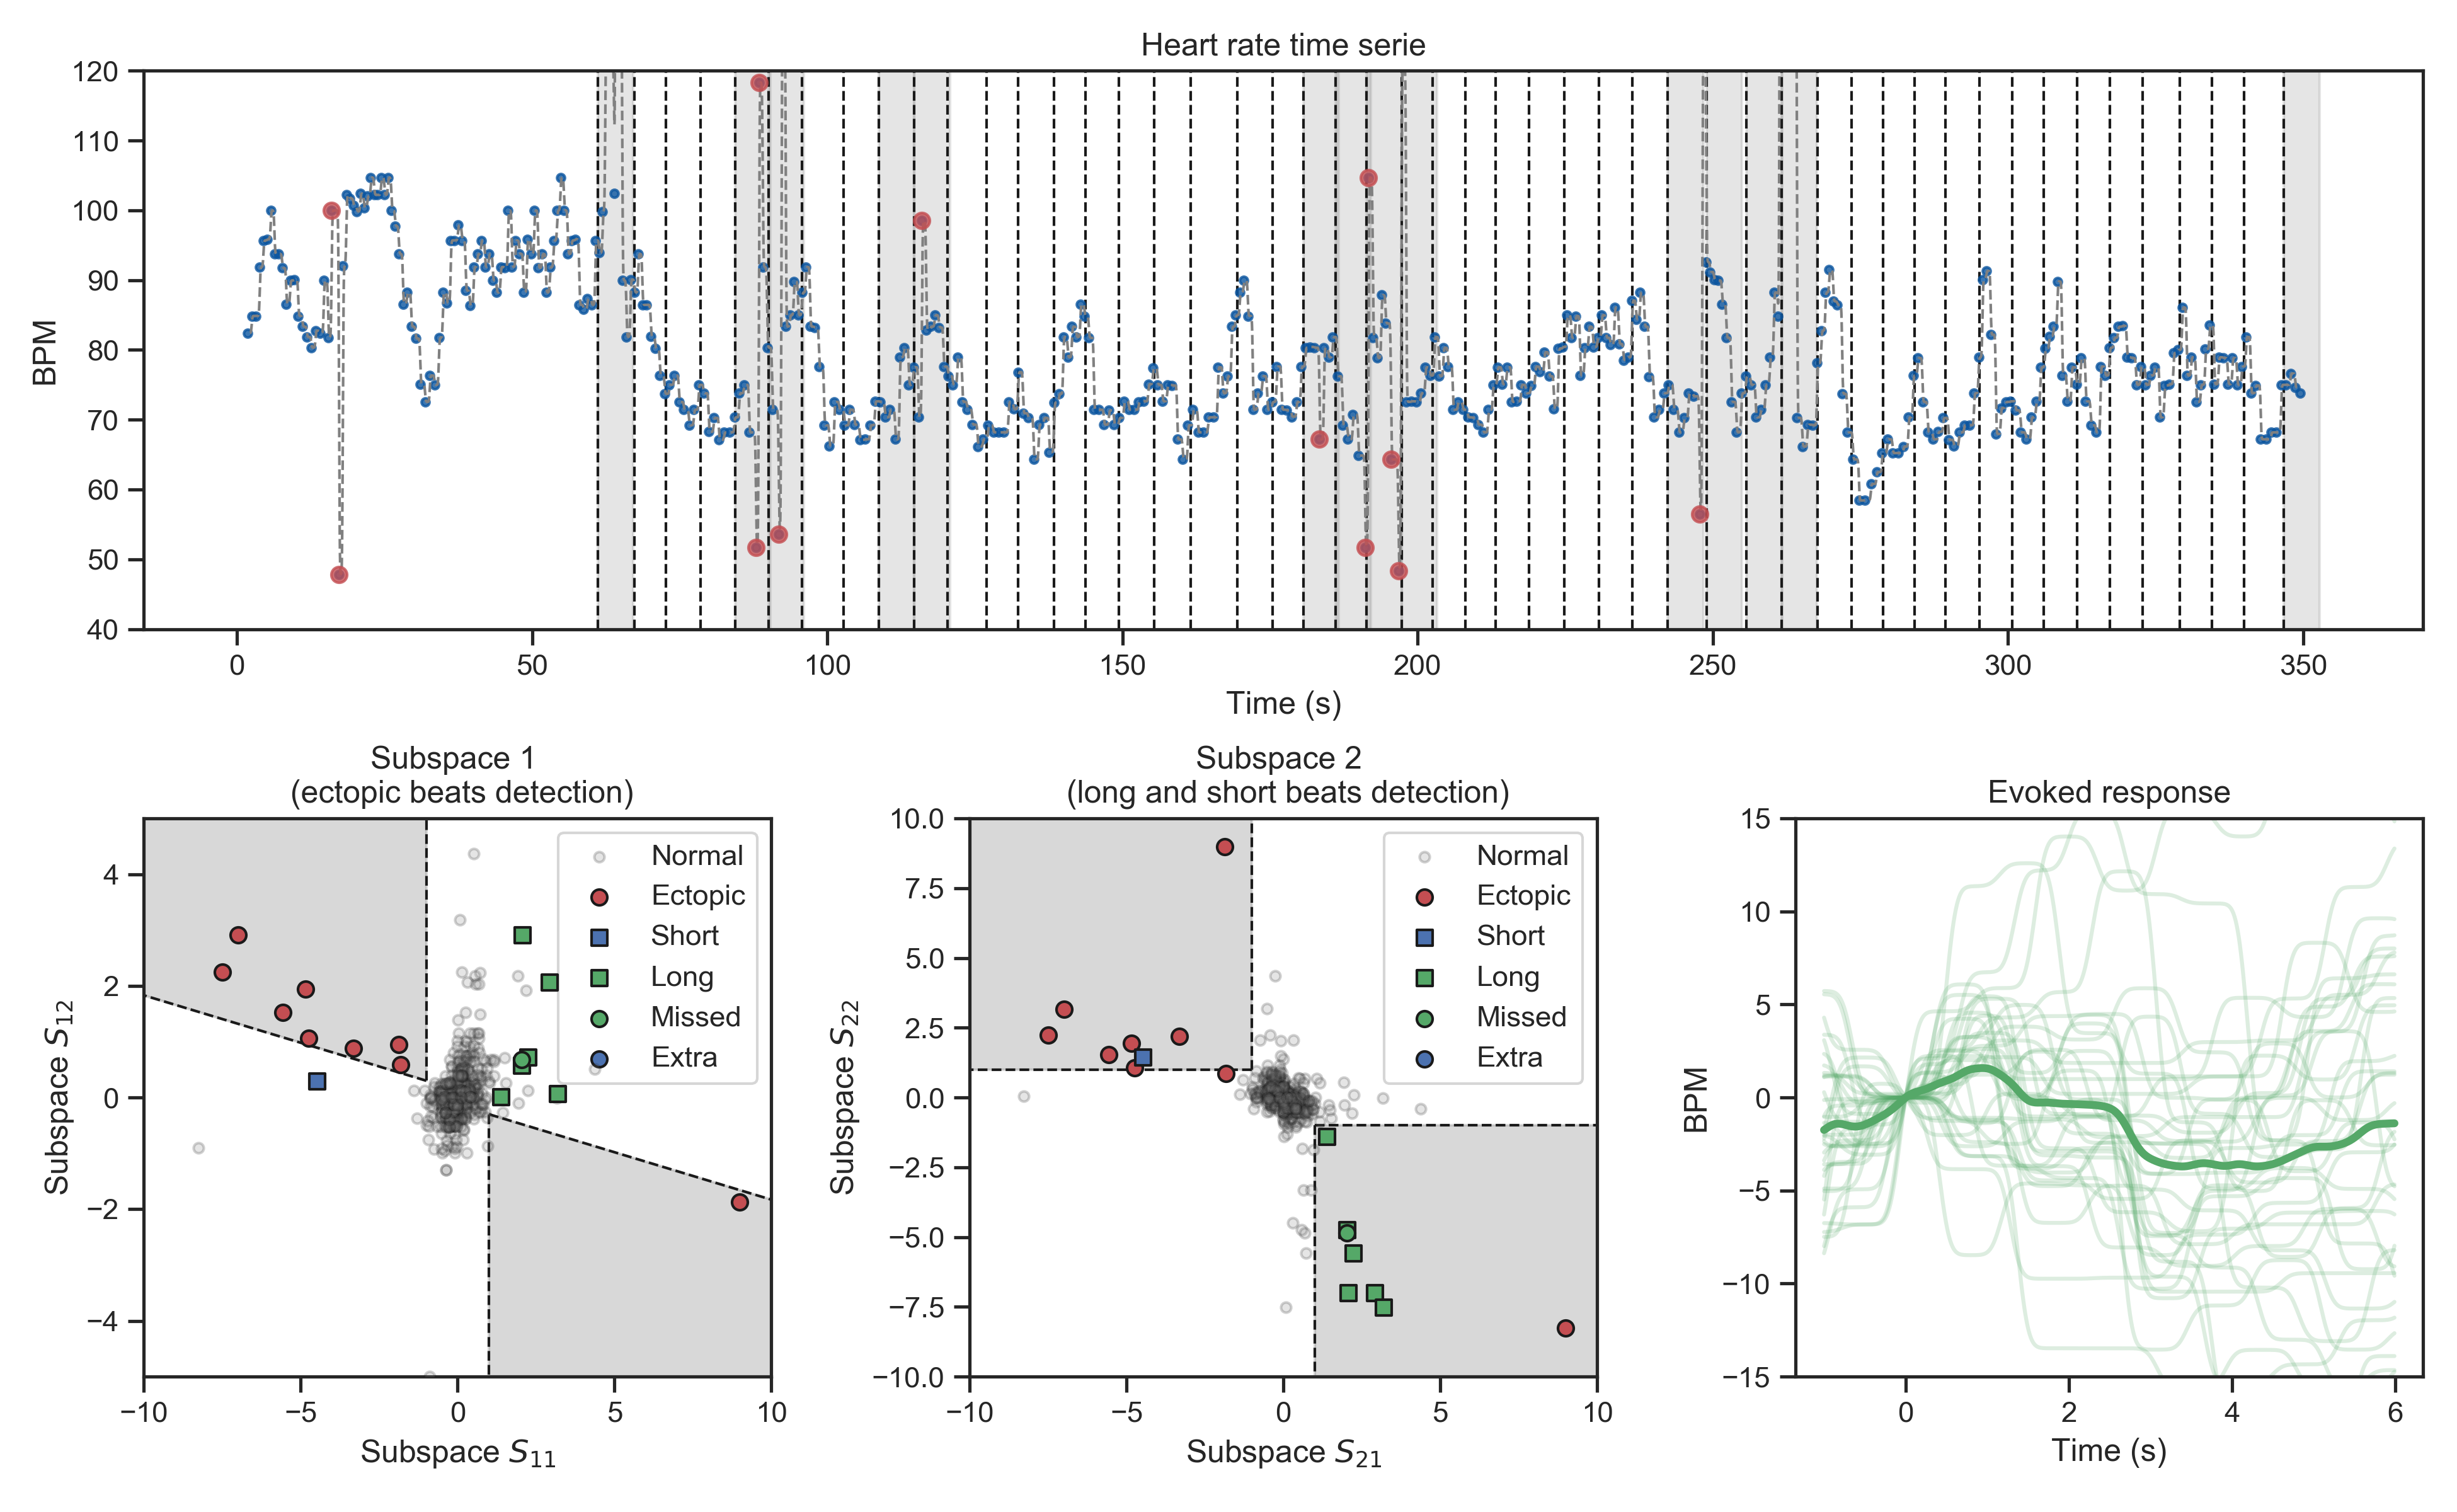 Heart rate time serie
120
110
100
90
80
70
60
50
40
BPM
0 50 100 150 200 250 300 350
Time (s)
Subspace 1
(ectopic beats detection)
4
2
0
−2
−4
Subspace S12
−10 −5 0 5 10
Subspace S11
Normal
Ectopic
Short
Long
Missed
Extra
Subspace 2
(long and short beats detection)
10.0
7.5
5.0
2.5
0.0
−2.5
−5.0
−7.5
−10.0
Subspace S22
−10 −5 0 5 10
Subspace S21
Normal
Ectopic
Short
Long
Missed
Extra
Evoked response
15
10
5
0
−5
−10
−15
BPM
0 2 4 6
Time (s)